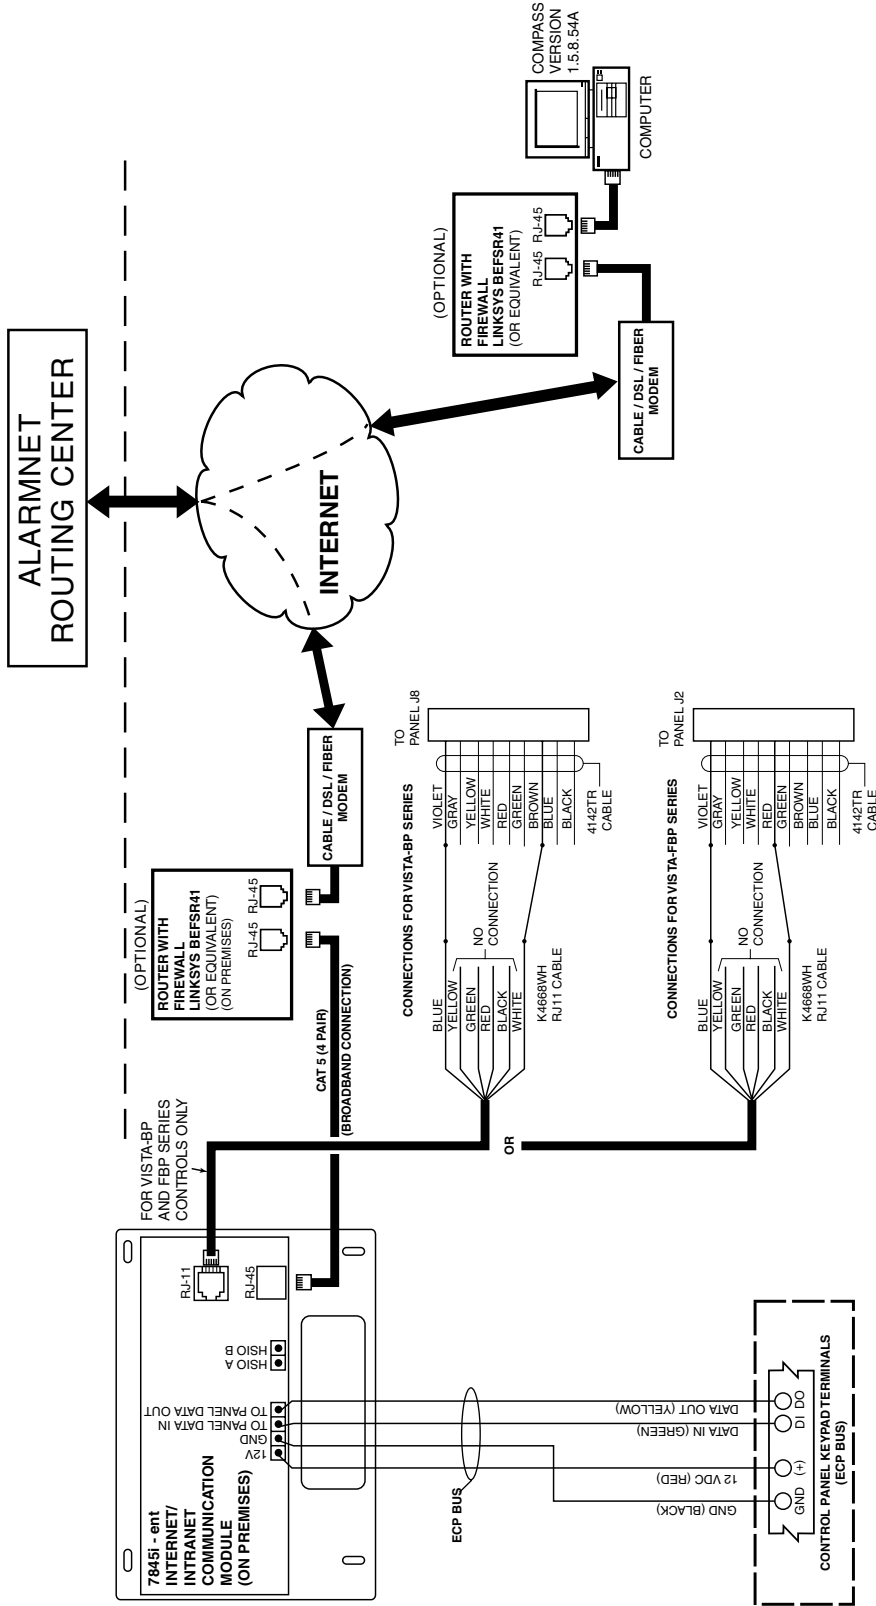 ALARMNET
ROUTING CENTER
INTERNET
COMPASS
VERSION
1.5.8.54A
COMPUTER
(OPTIONAL)
ROUTER WITH
FIREWALL
LINKSYS BEFSR41
(OR EQUIVALENT)
RJ-45
RJ-45
CABLE / DSL / FIBER
MODEM
CABLE / DSL / FIBER
MODEM
(OPTIONAL)
ROUTER WITH
FIREWALL
LINKSYS BEFSR41
(OR EQUIVALENT)
(ON PREMISES)
RJ-45
RJ-45
CAT 5 (4 PAIR)
(BROADBAND CONNECTION)
FOR VISTA-BP
AND FBP SERIES
CONTROLS ONLY
7845i - ent
INTERNET/
INTRANET
COMMUNICATION
MODULE
(ON PREMISES)
RJ-11
RJ-45
HSIO B
HSIO A
TO PANEL DATA OUT
TO PANEL DATA IN
GND
12V
ECP BUS
DATA OUT (YELLOW)
DATA IN (GREEN)
12 VDC (RED)
GND (BLACK)
GND
(+)
DI
DO
CONTROL PANEL KEYPAD TERMINALS
(ECP BUS)
OR
CONNECTIONS FOR VISTA-BP SERIES
BLUE
YELLOW
GREEN
RED
BLACK
WHITE
NO
CONNECTION
K4668WH
RJ11 CABLE
VIOLET
GRAY
YELLOW
WHITE
RED
GREEN
BROWN
BLUE
BLACK
4142TR
CABLE
TO
PANEL J8
CONNECTIONS FOR VISTA-FBP SERIES
BLUE
YELLOW
GREEN
RED
BLACK
WHITE
NO
CONNECTION
K4668WH
RJ11 CABLE
VIOLET
GRAY
YELLOW
WHITE
RED
GREEN
BROWN
BLUE
BLACK
4142TR
CABLE
TO
PANEL J2